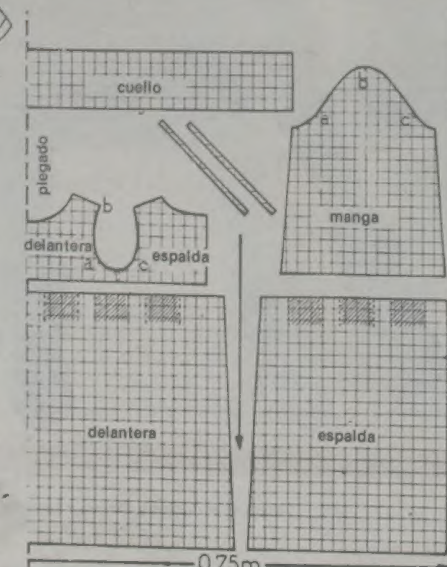 cuello
plegado
b
a
c
manga
b
delantera
a
c
espalda
delantera
espalda
0.75m